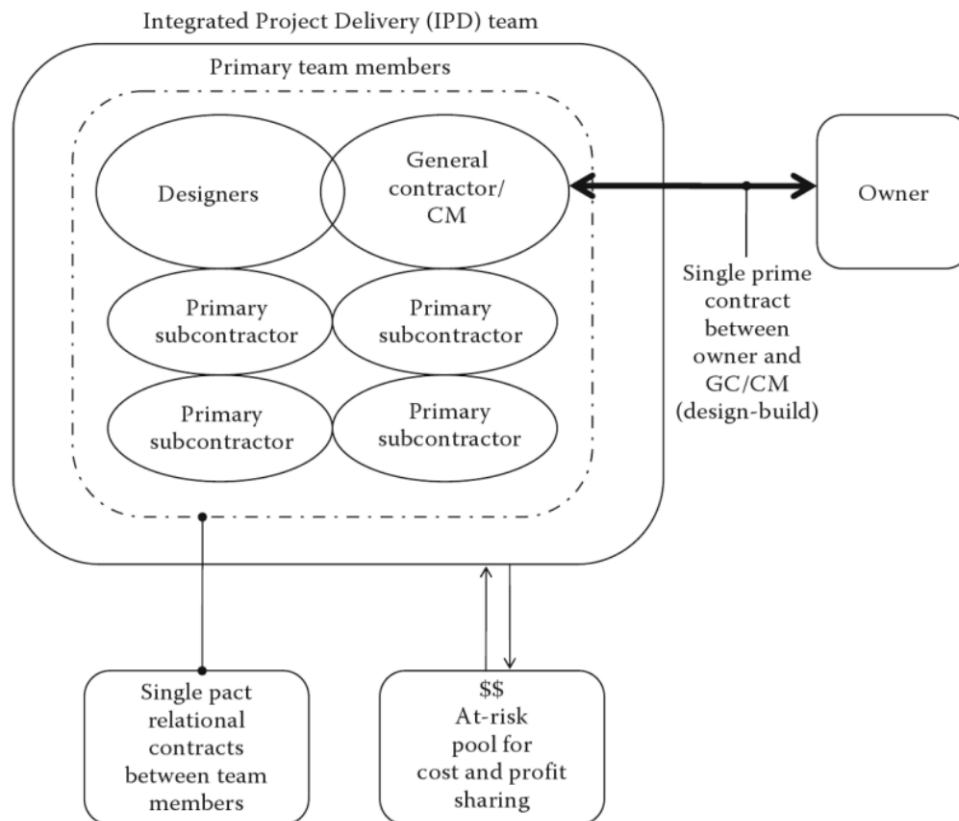 Integrated Project Delivery (IPD) team
Primary team members
Designers
General
contractor/
CM
Owner
Primary
subcontractor
Primary
subcontractor
Primary
subcontractor
Primary
subcontractor
Single prime
contract
between
owner and
GC/CM
(design-build)
Single pact
relational
contracts
between team
members
$$
At-risk
pool for
cost and profit
sharing